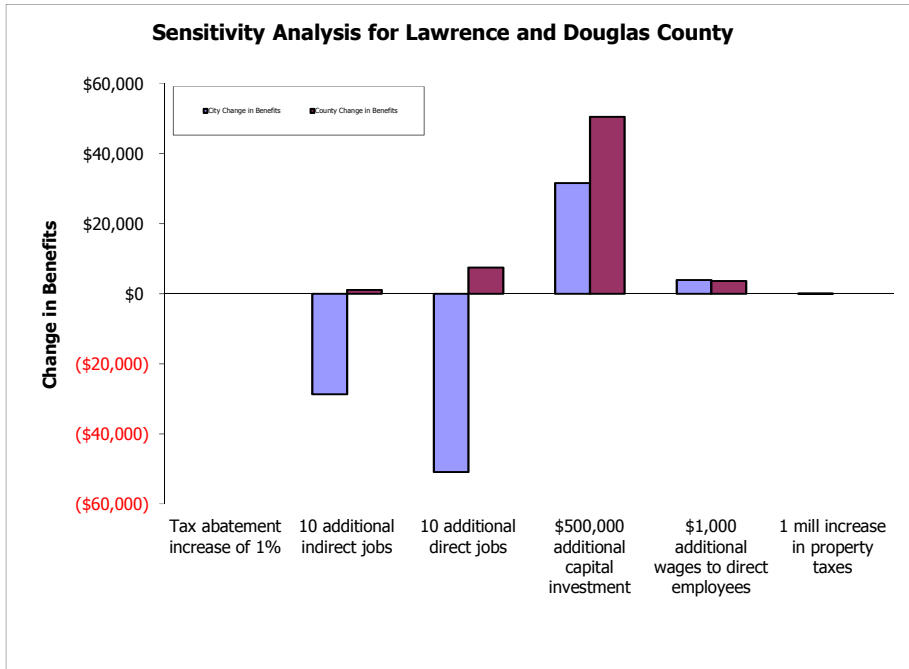 Sensitivity Analysis for Lawrence and Douglas County
$60,000
City Change in Benefits County Change in Benefits
$40,000
$20,000
$0
($20,000)
($40,000)
($60,000)
Change in Benefits
Tax abatement
increase of 1%
10 additional
indirect jobs
10 additional
direct jobs
$500,000
additional
capital
investment
$1,000
additional
wages to direct
employees
1 mill increase
in property
taxes